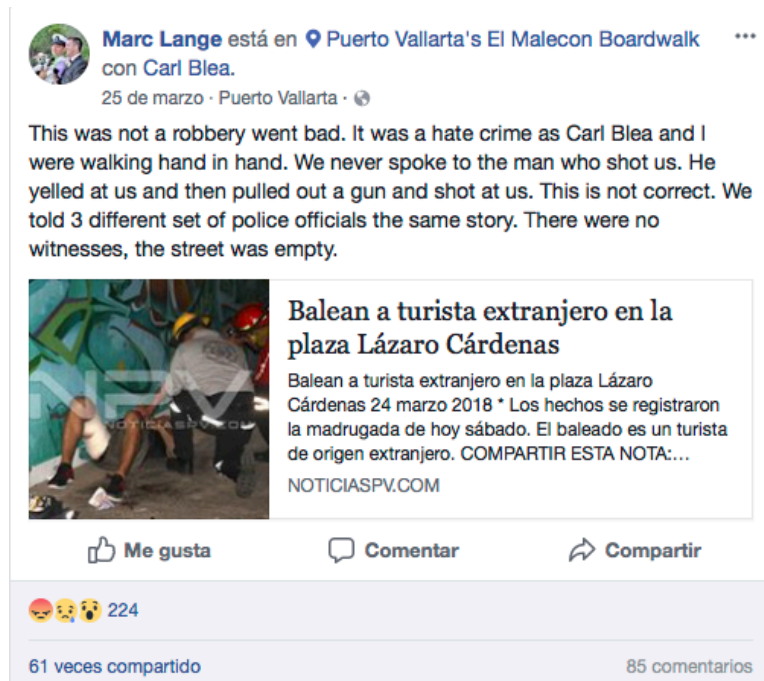 Marc Lange está en Puerto Vallarta's El Malecon Boardwalk
con Carl Blea.
25 de marzo · Puerto Vallarta ·
This was not a robbery went bad. It was a hate crime as Carl Blea and I
were walking hand in hand. We never spoke to the man who shot us. He
yelled at us and then pulled out a gun and shot at us. This is not correct. We
told 3 different set of police officials the same story. There were no
witnesses, the street was empty.
NPV
NOTICIASPV.COM
Balean a turista extranjero en la
plaza Lázaro Cárdenas
Balean a turista extranjero en la plaza Lázaro
Cárdenas 24 marzo 2018 * Los hechos se registraron
la madrugada de hoy sábado. El baleado es un turista
de origen extranjero. COMPARTIR ESTA NOTA:...
NOTICIASPV.COM
Me gusta Comentar Compartir
224
61 veces compartido 85 comentarios